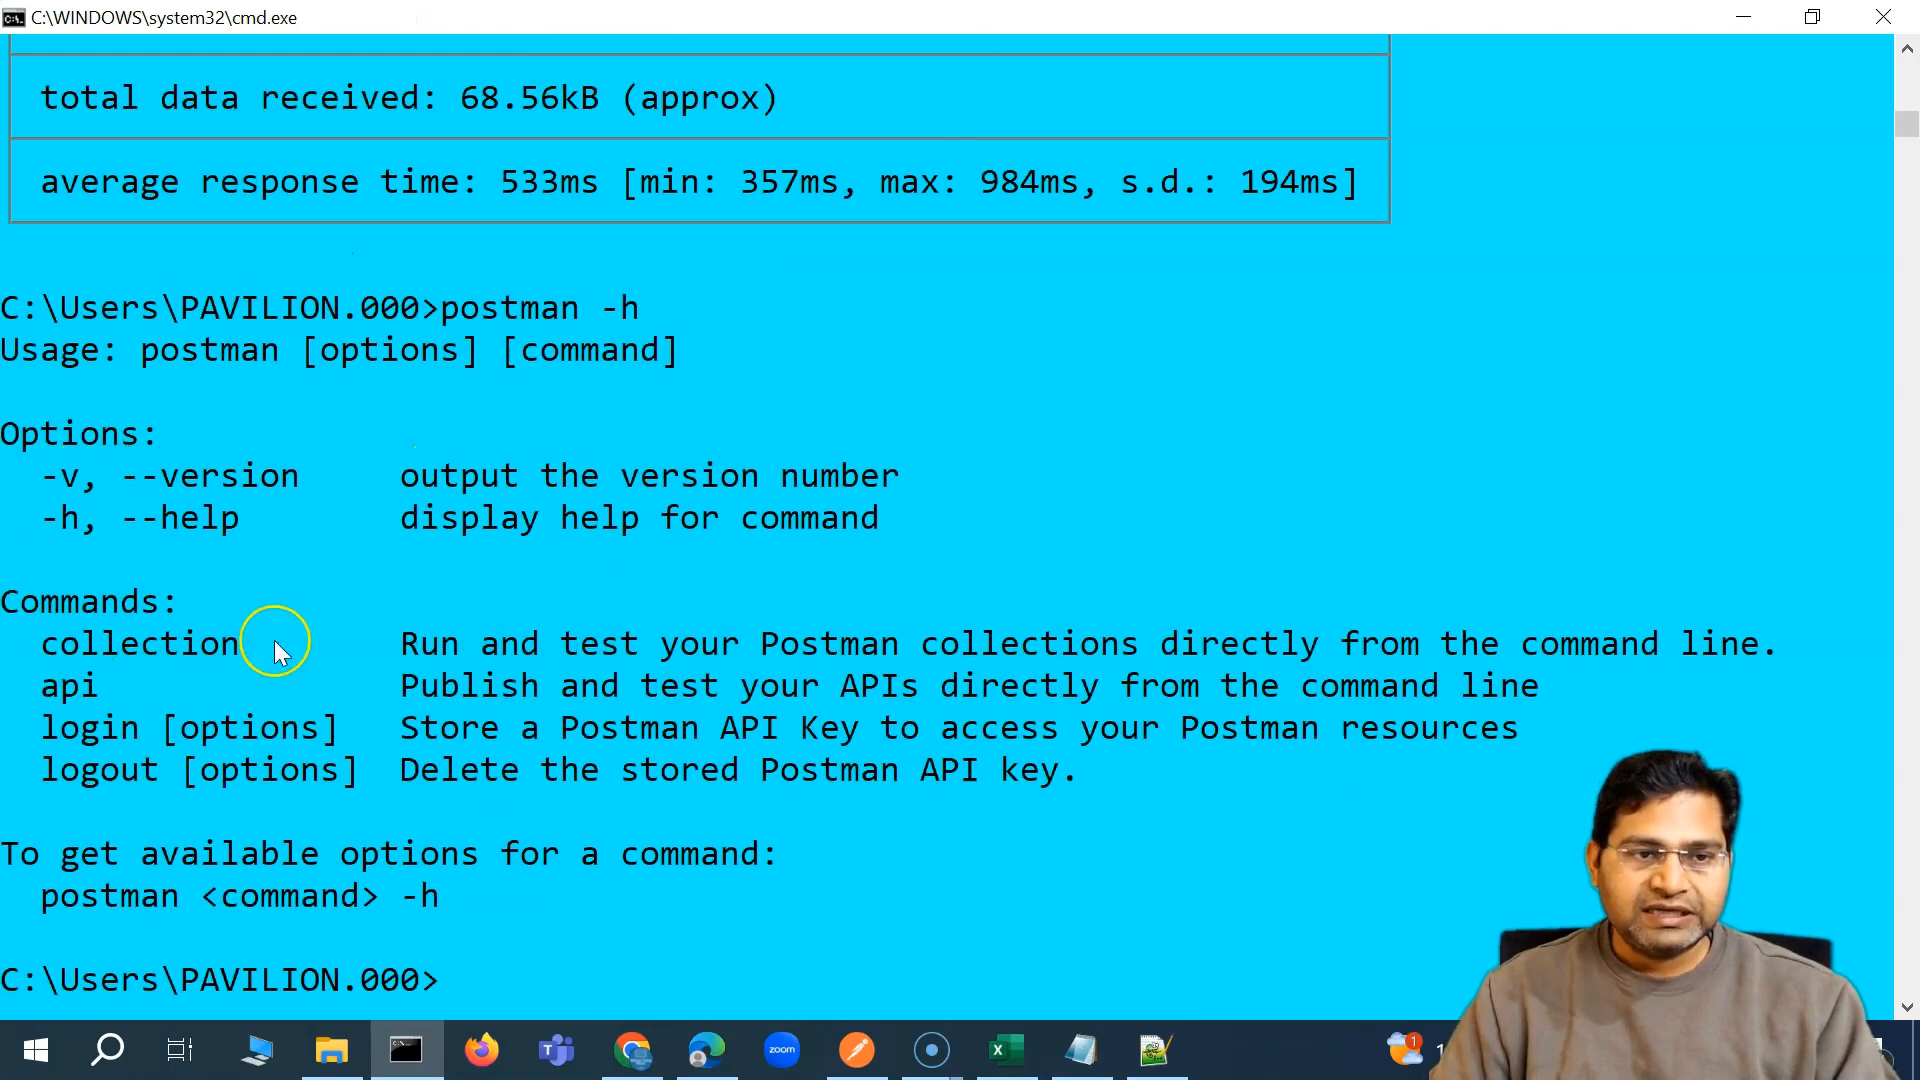 C:\WINDOWS\system32\cmd.exe
total data received: 68.56kB (approx)
average response time: 533ms [min: 357ms, max: 984ms, s.d.: 194ms]
C:\Users\PAVILION.000>postman -h
Usage: postman [options] [command]
Options:
-v, --version output the version number
-h, --help display help for command
Commands:
collection Run and test your Postman collections directly from the command line.
api Publish and test your APIs directly from the command line
login [options] Store a Postman API Key to access your Postman resources
logout [options] Delete the stored Postman API key.
To get available options for a command:
postman <command> -h
C:\Users\PAVILION.000>
zoom
1